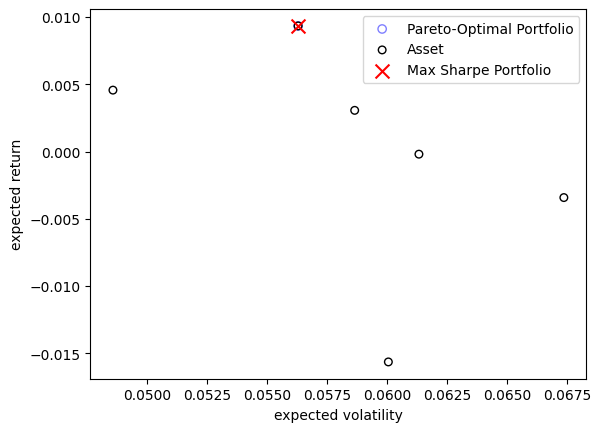 Pareto-Optimal Portfolio
Asset
Max Sharpe Portfolio
0.010
0.005
0.000
−0.005
−0.010
−0.015
expected return
0.0500 0.0525 0.0550 0.0575 0.0600 0.0625 0.0650 0.0675
expected volatility